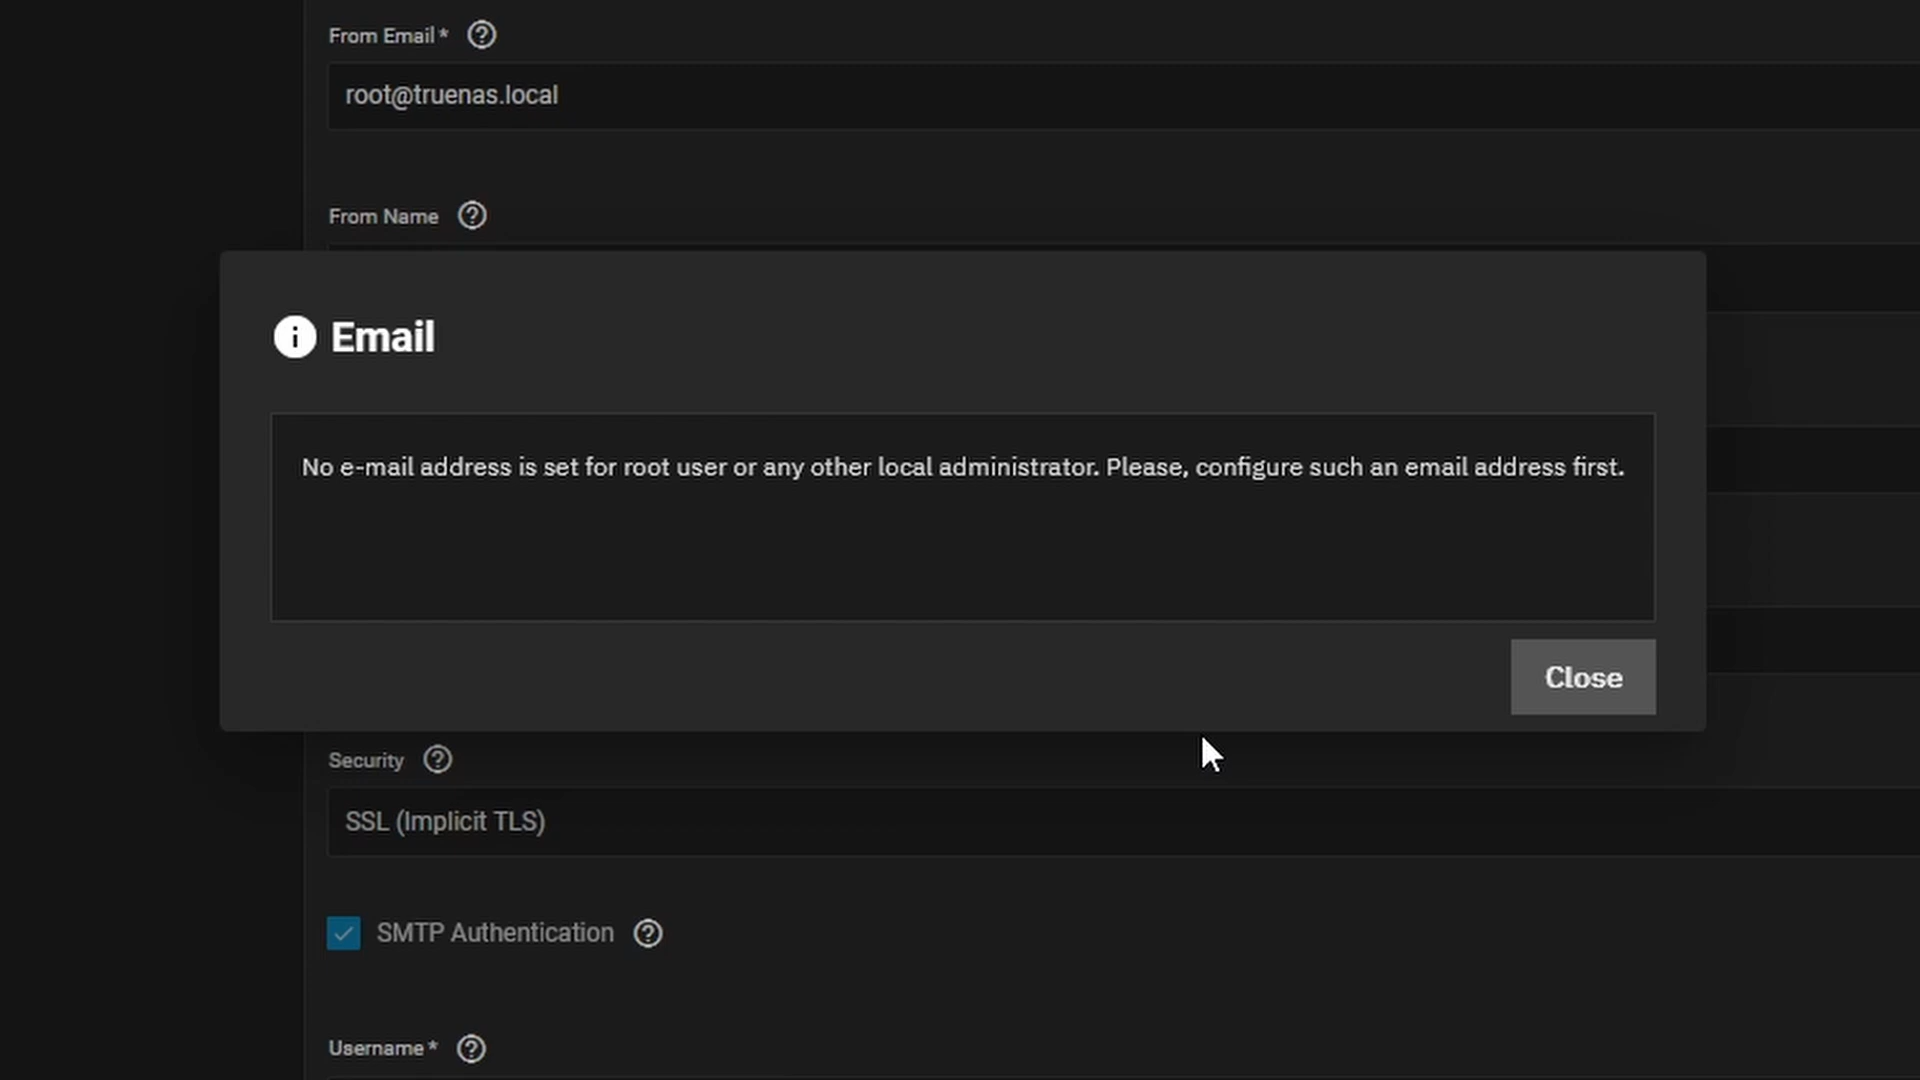 From Email*
root@truenas.local
From Name
Email
No e-mail address is set for root user or any other local administrator. Please, configure such an email address first.
Close
Security
SSL (Implicit TLS)
SMTP Authentication
Username*